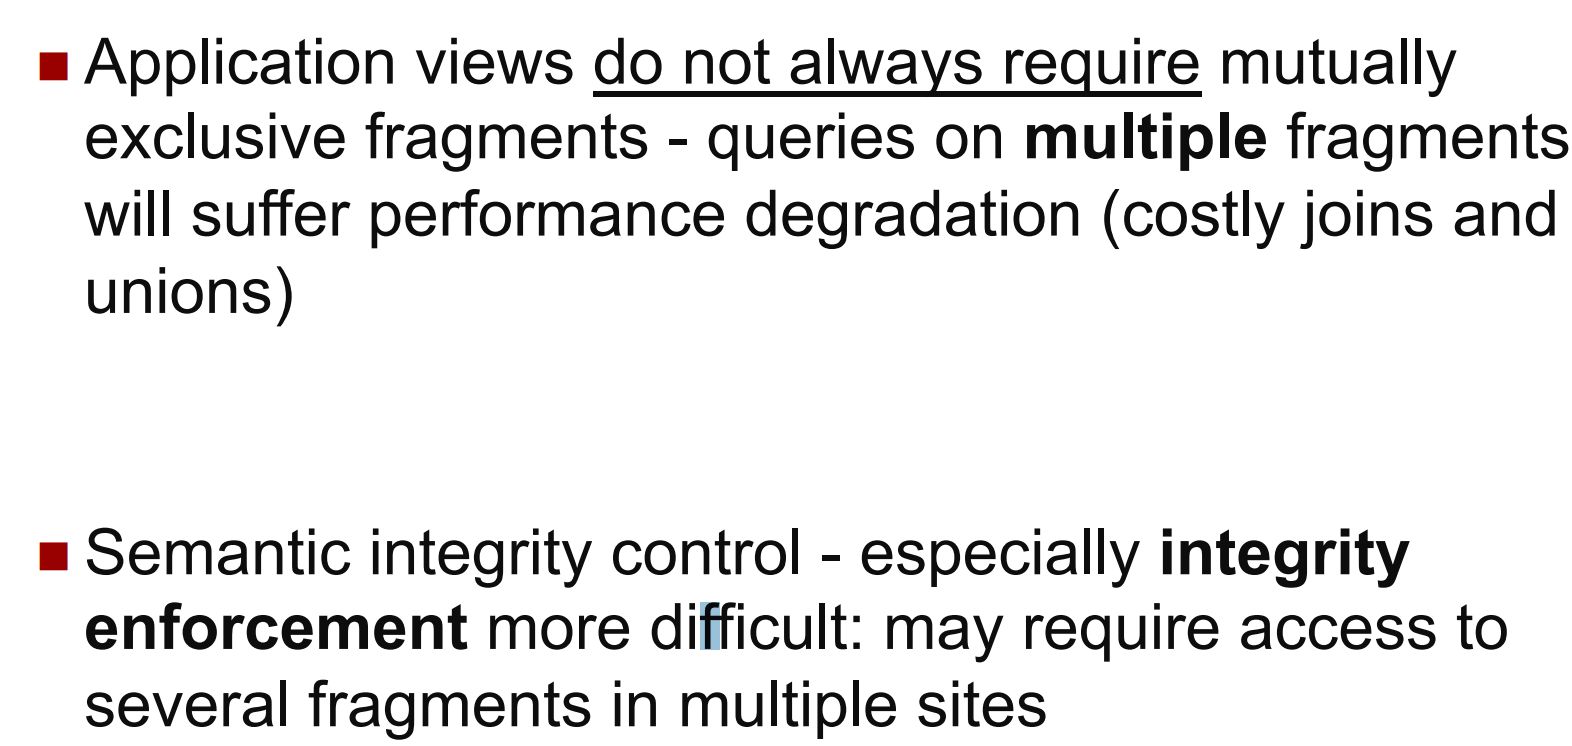 Application views do not always require mutually
exclusive fragments - queries on multiple fragments
will suffer performance degradation (costly joins and
unions)
Semantic integrity control - especially integrity
enforcement more difficult: may require access to
several fragments in multiple sites